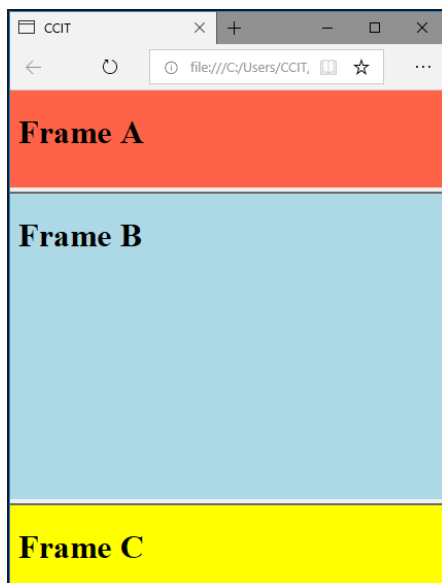 CCIT
file:///C:/Users/CCIT,
Frame A
Frame B
Frame C